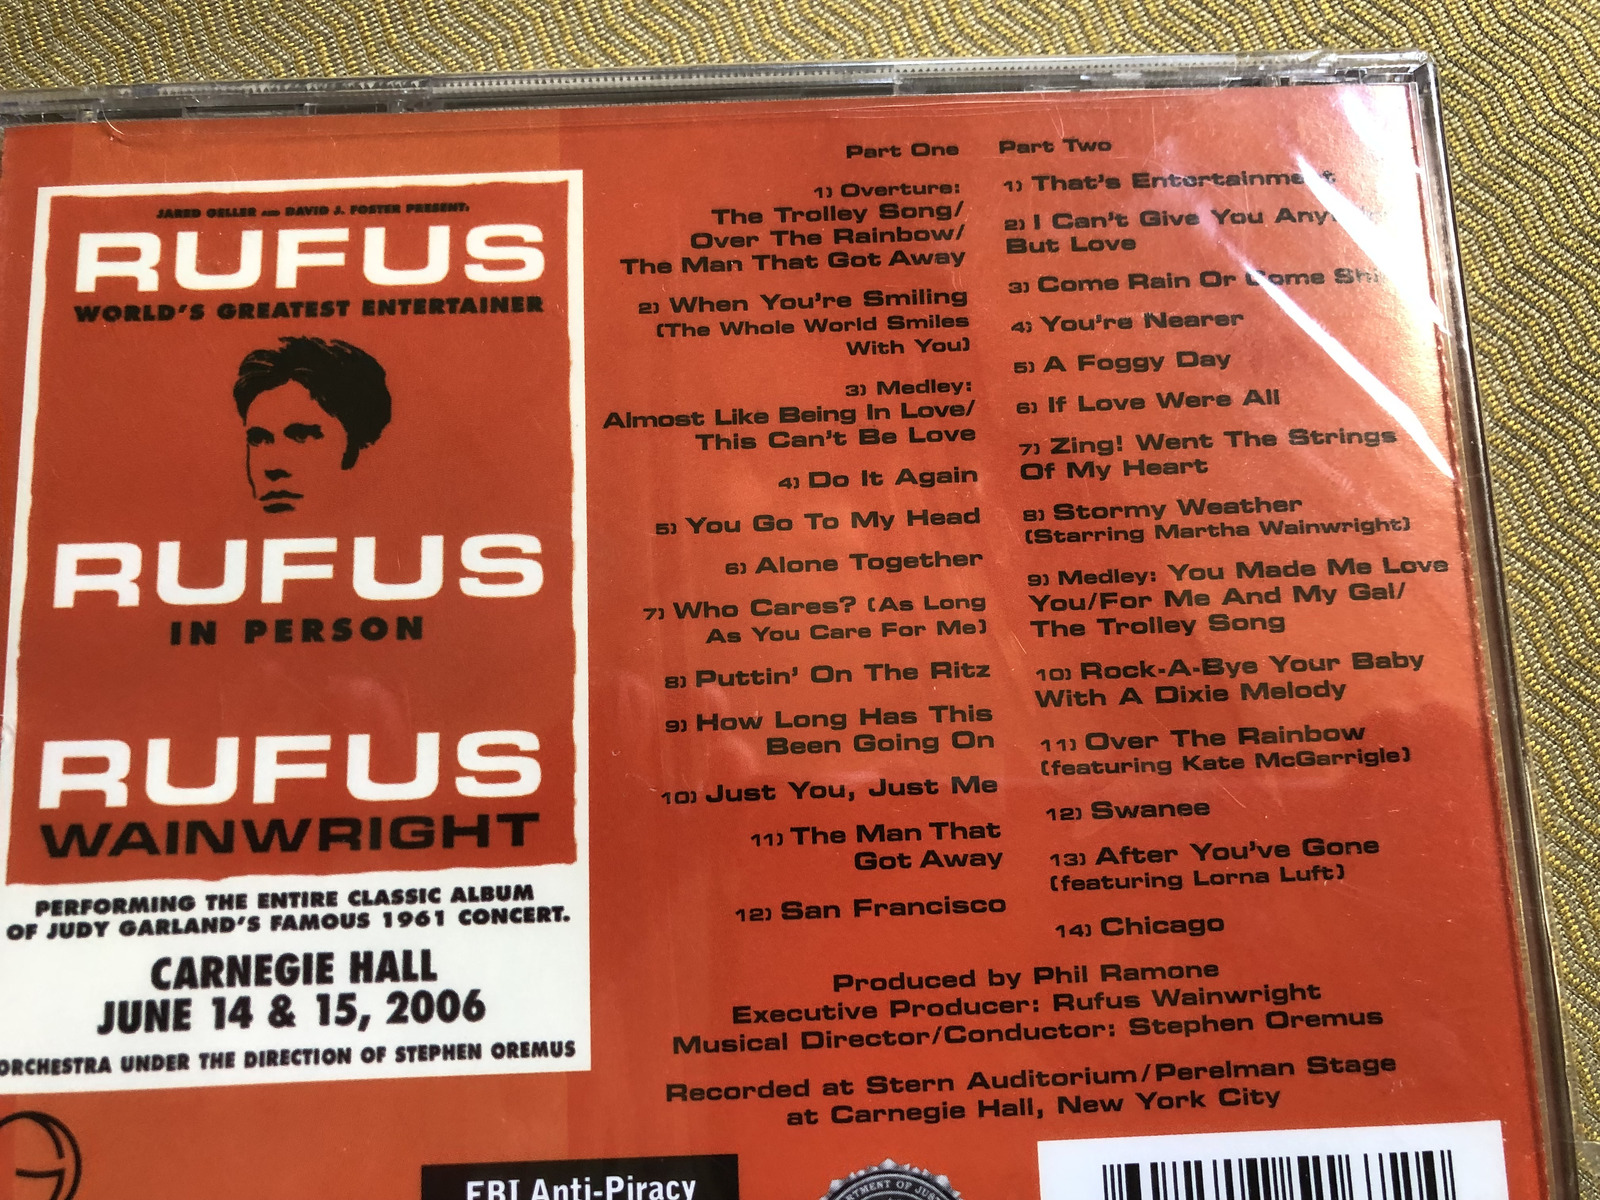 JARED GELLER AND DAVID J. FOSTER PRESENT:
RUFUS
WORLD'S GREATEST ENTERTAINER
RUFUS
IN PERSON
RUFUS
WAINWRIGHT
PERFORMING THE ENTIRE CLASSIC ALBUM
OF JUDY GARLAND'S FAMOUS 1961 CONCERT.
CARNEGIE HALL
JUNE 14 & 15, 2006
ORCHESTRA UNDER THE DIRECTION OF STEPHEN OREMUS
Part One
1) Overture:
The Trolley Song/
Over The Rainbow/
The Man That Got Away
2) When You're Smiling
(The Whole World Smiles
With You)
3) Medley:
Almost Like Being In Love/
This Can't Be Love
4) Do It Again
5) You Go To My Head
6) Alone Together
7) Who Cares? (As Long
As You Care For Me)
8) Puttin' On The Ritz
9) How Long Has This
Been Going On
10) Just You, Just Me
11) The Man That
Got Away
12) San Francisco
Part Two
1) That's Entertainment
2) I Can't Give You
But Love
3) Come Rain Or Come
4) You're Nearer
5) A Foggy Day
6) If Love Were All
7) Zing! Went The Strings
Of My Heart
8) Stormy Weather
(Starring Martha Wainwright)
9) Medley: You Made Me Love
You/For Me And My Gal/
The Trolley Song
10) Rock-A-Bye Your Baby
With A Dixie Melody
11) Over The Rainbow
(featuring Kate McGarrigle)
12) Swanee
13) After You've Gone
(featuring Lorna Luft)
14) Chicago
Produced by Phil Ramone
Executive Producer: Rufus Wainwright
Musical Director/Conductor: Stephen Oremus
Recorded at Stern Auditorium/Perelman Stage
at Carnegie Hall, New York City
FBI Anti-Piracy